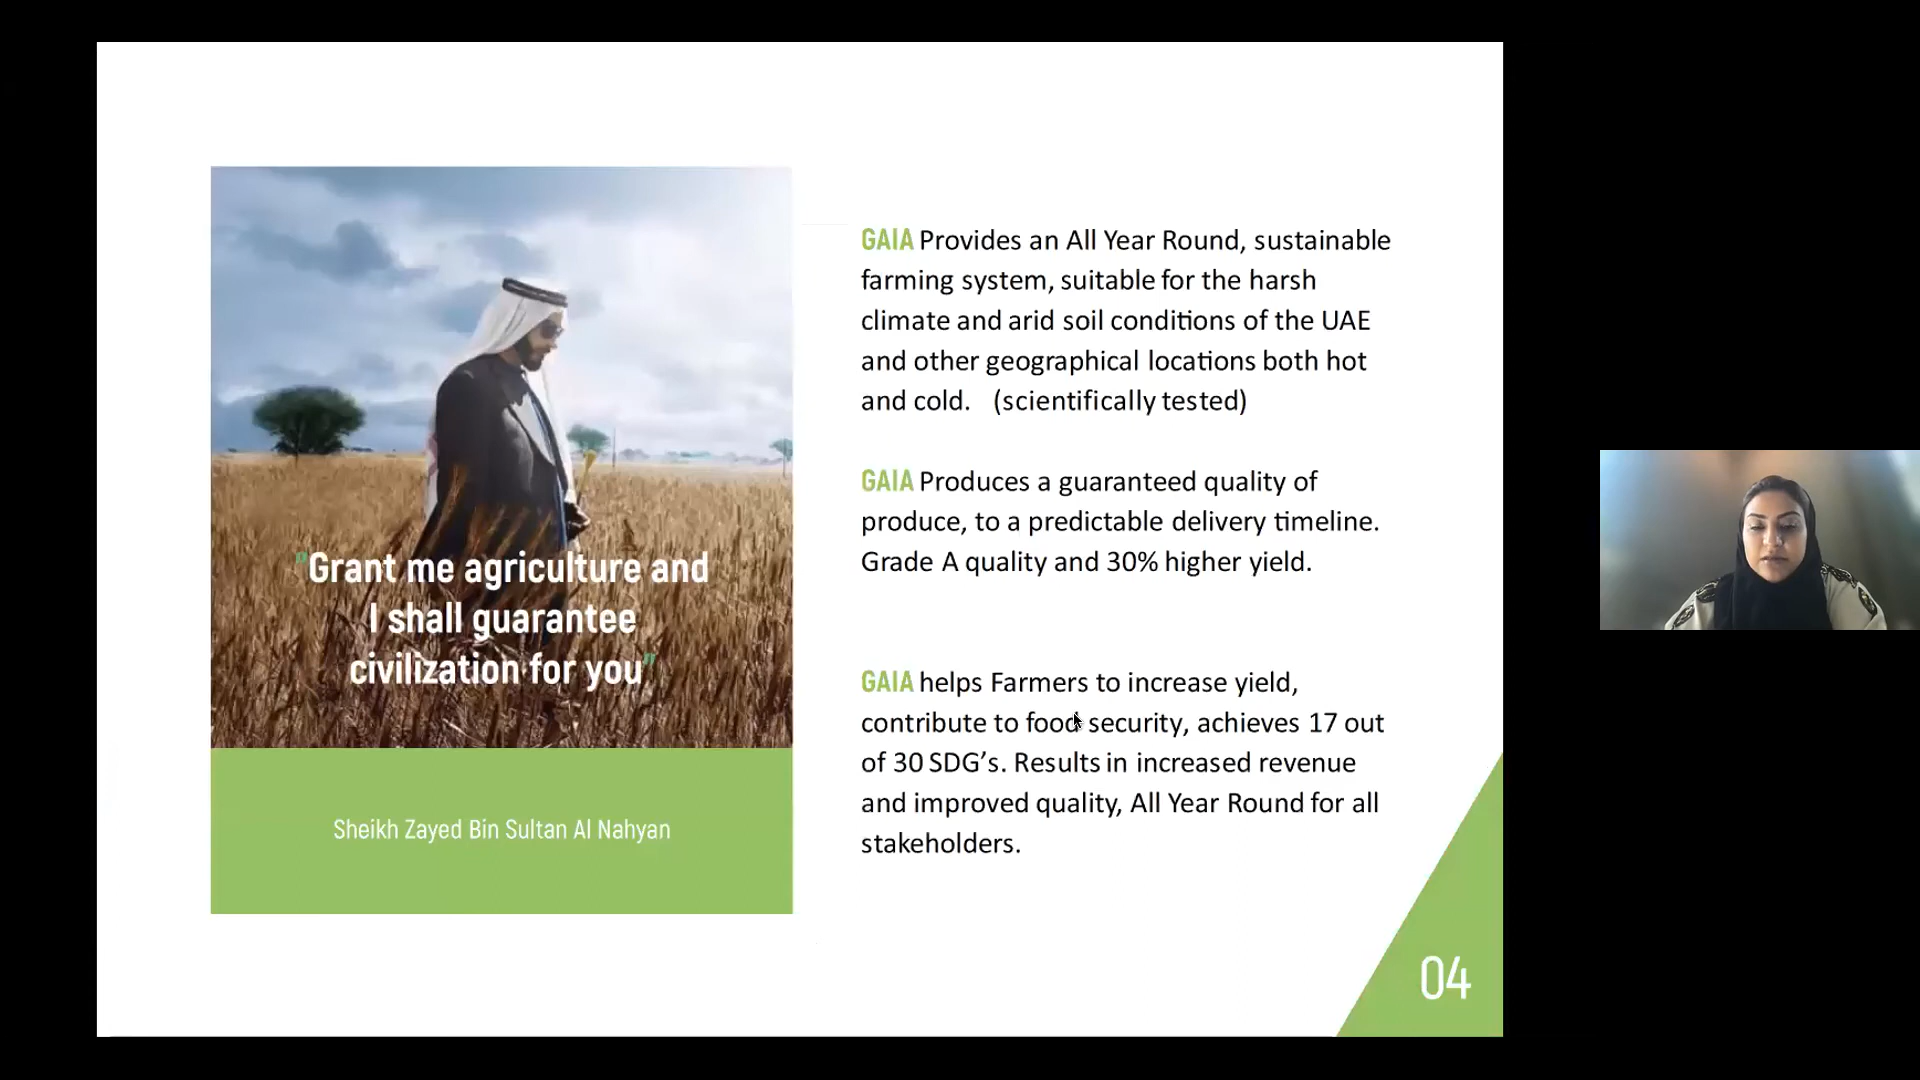 "Grant me agriculture and
I shall guarantee
civilization for you"
Sheikh Zayed Bin Sultan Al Nahyan
GAIA Provides an All Year Round, sustainable
farming system, suitable for the harsh
climate and arid soil conditions of the UAE
and other geographical locations both hot
and cold. (scientifically tested)
GAIA Produces a guaranteed quality of
produce, to a predictable delivery timeline.
Grade A quality and 30% higher yield.
GAIA helps Farmers to increase yield,
contribute to food security, achieves 17 out
of 30 SDG’s. Results in increased revenue
and improved quality, All Year Round for all
stakeholders.
04